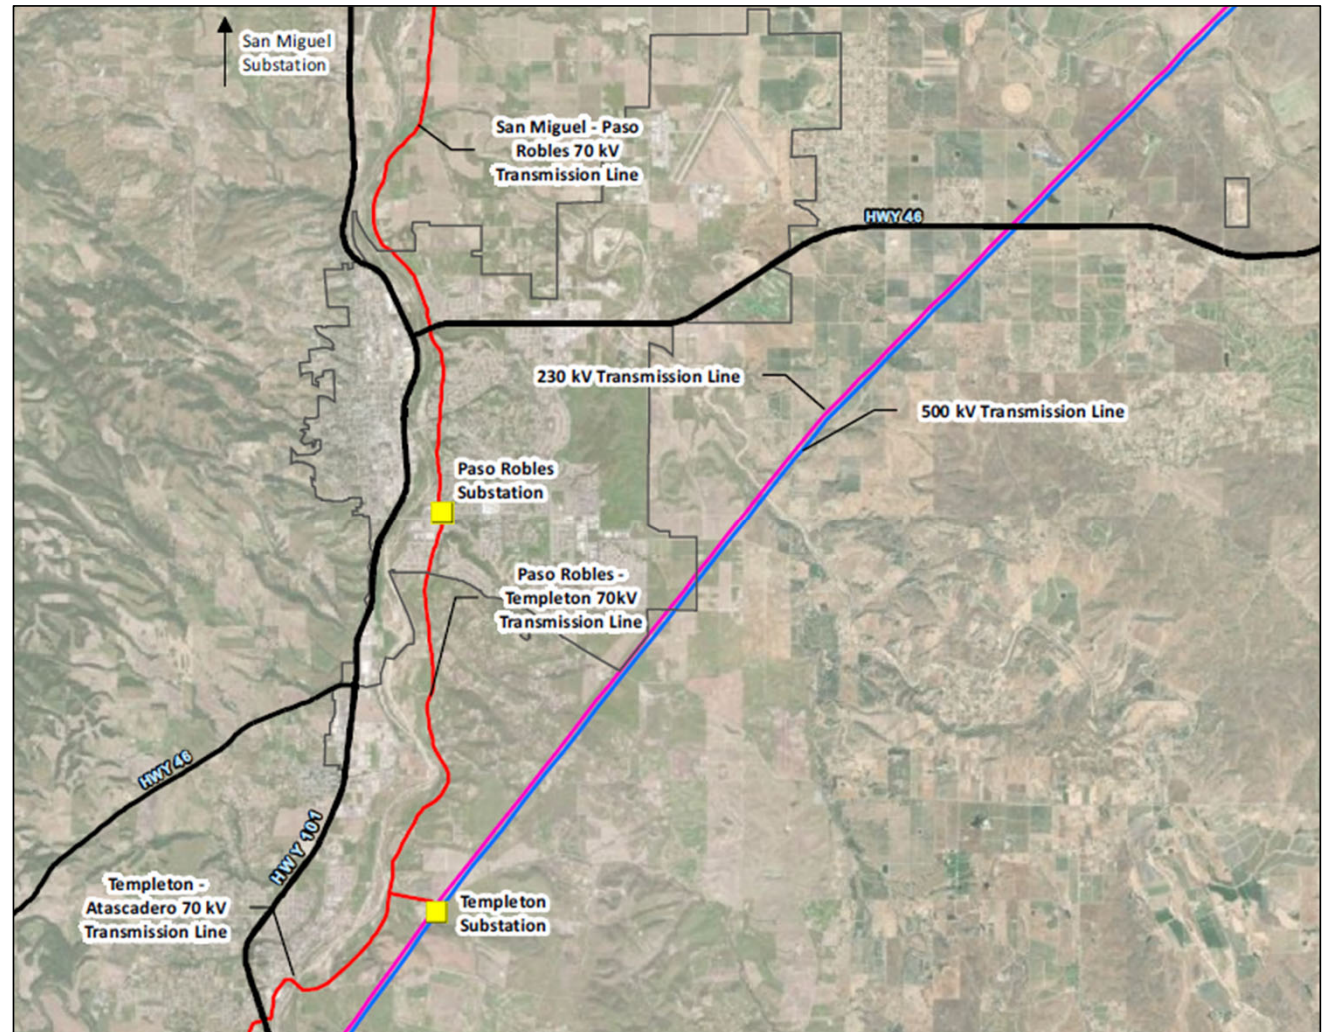 San Miguel
Substation
San Miguel - Paso
Robles 70 kV
Transmission Line
HWY 46
230 kV Transmission Line
500 kV Transmission Line
Paso Robles
Substation
Paso Robles -
Templeton 70kV
Transmission Line
HWY 46
HWY 101
Templeton -
Atascadero 70 kV
Transmission Line
Templeton
Substation